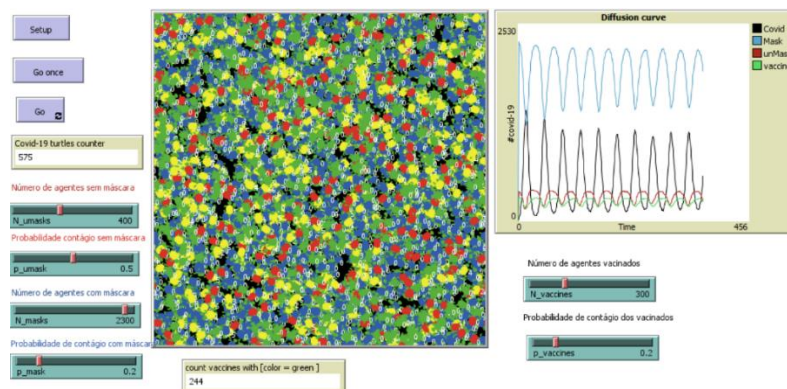 Setup
Go once
Go
Covid-19 turtles counter
575
Número de agentes sem máscara
N_umasks 400
Probabilidade contágio sem máscara
p_umask 0.5
Número de agentes com máscara
N_masks 2300
Probabilidade de contágio com máscara
p_mask 0.2
count vaccines with [color = green ]
244
Diffusion curve
2530
#covid-19
0
0
Time
456
Covid
Mask
unMas
vaccin
Número de agentes vacinados
N_vaccines 300
Probabilidade de contágio dos vacinados
p_vaccines 0.2